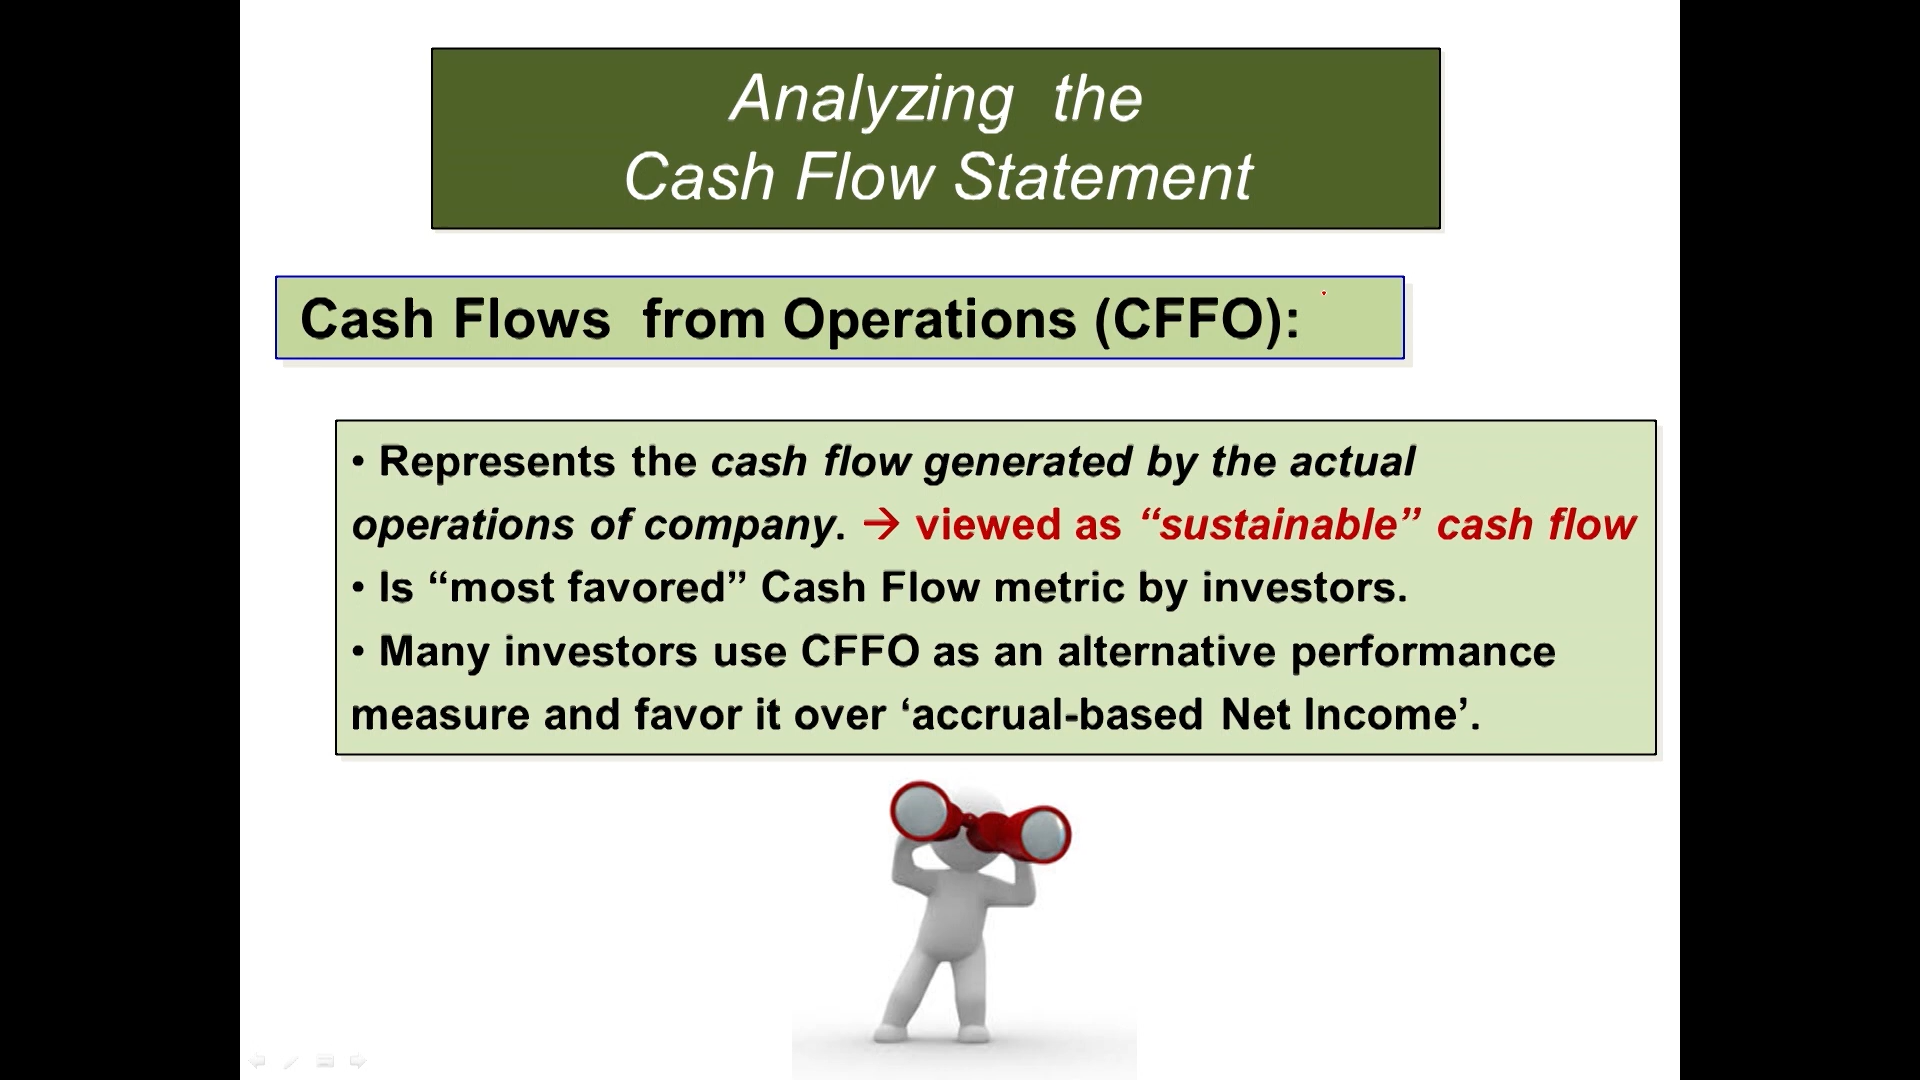 Analyzing the
Cash Flow Statement
Cash Flows from Operations (CFFO):
• Represents the cash flow generated by the actual
operations of company. → viewed as “sustainable” cash flow
• Is “most favored” Cash Flow metric by investors.
• Many investors use CFFO as an alternative performance
measure and favor it over ‘accrual-based Net Income’.